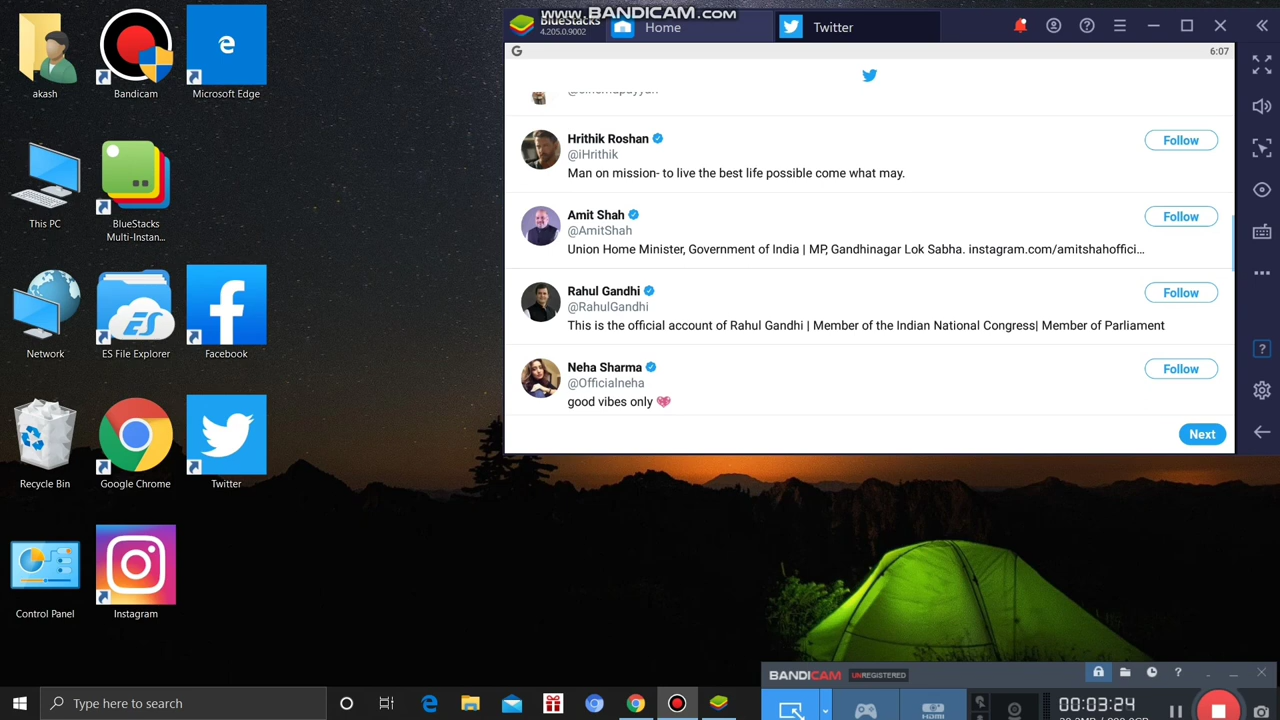 www.BANDICAM.com
BlueStacks
4.205.0.9002
Home
Twitter
6:07
Hrithik Roshan
@iHrithik
Man on mission- to live the best life possible come what may.
Follow
Amit Shah
@AmitShah
Union Home Minister, Government of India | MP, Gandhinagar Lok Sabha. instagram.com/amitshahoffici...
Follow
Rahul Gandhi
@RahulGandhi
This is the official account of Rahul Gandhi | Member of the Indian National Congress| Member of Parliament
Follow
Neha Sharma
@Officialneha
good vibes only 💖
Follow
Next
akash
Bandicam
Microsoft Edge
This PC
BlueStacks
Multi-Instan...
Network
ES File Explorer
Facebook
Recycle Bin
Google Chrome
Twitter
Control Panel
Instagram
BANDICAM
UNREGISTERED
00:03:24
HDMI
Type here to search